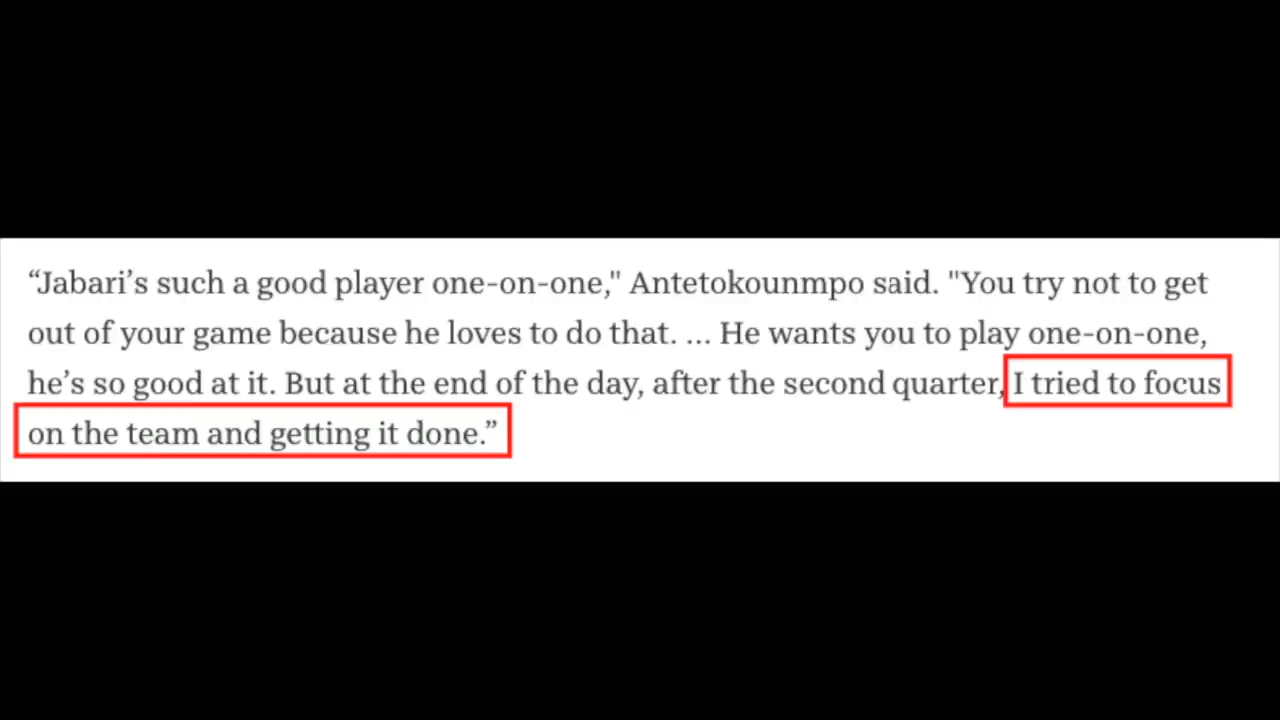 “Jabari’s such a good player one-on-one," Antetokounmpo said. "You try not to get
out of your game because he loves to do that. ... He wants you to play one-on-one,
he’s so good at it. But at the end of the day, after the second quarter, I tried to focus
on the team and getting it done.”